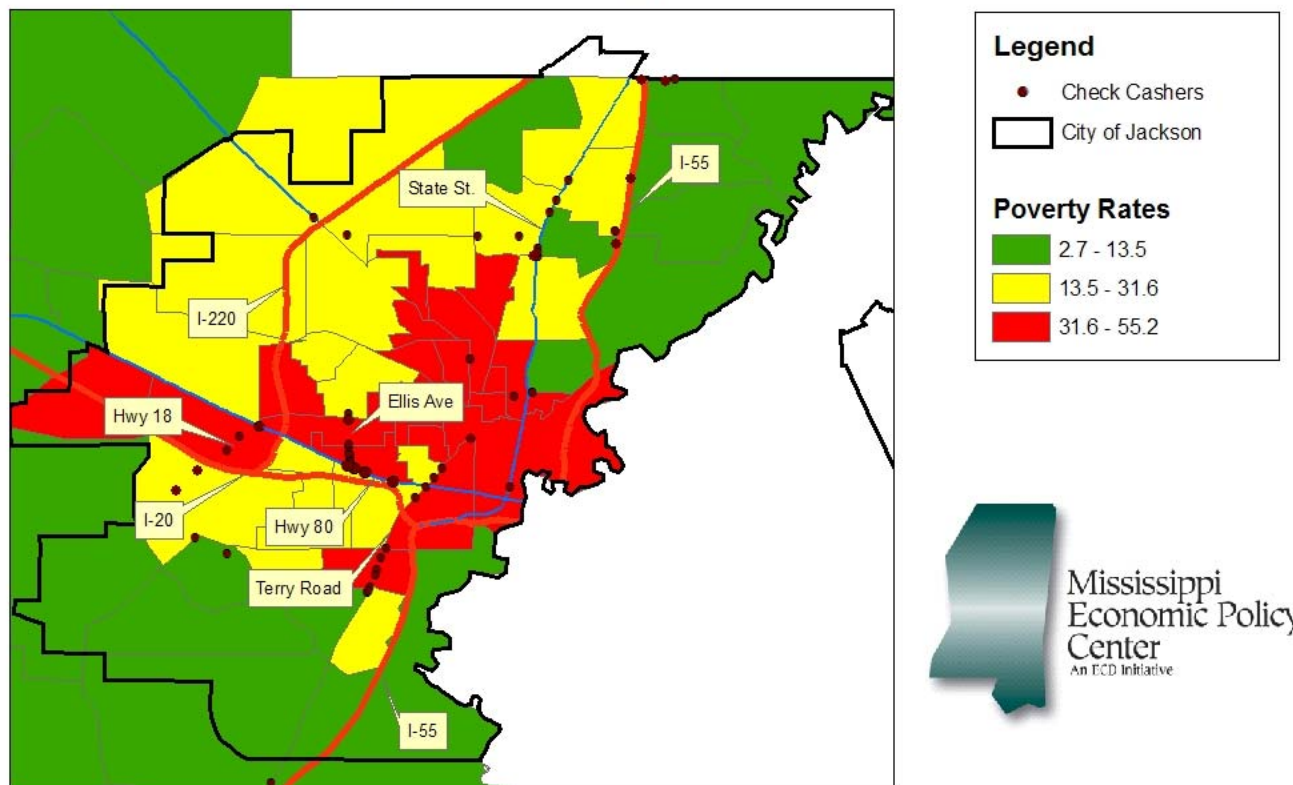 State St.
I-55
I-220
Ellis Ave
Hwy 18
I-20
Hwy 80
Terry Road
I-55
Legend
Check Cashers
City of Jackson
Poverty Rates
2.7 - 13.5
13.5 - 31.6
31.6 - 55.2
Mississippi
Economic Policy
Center
An ECD Initiative